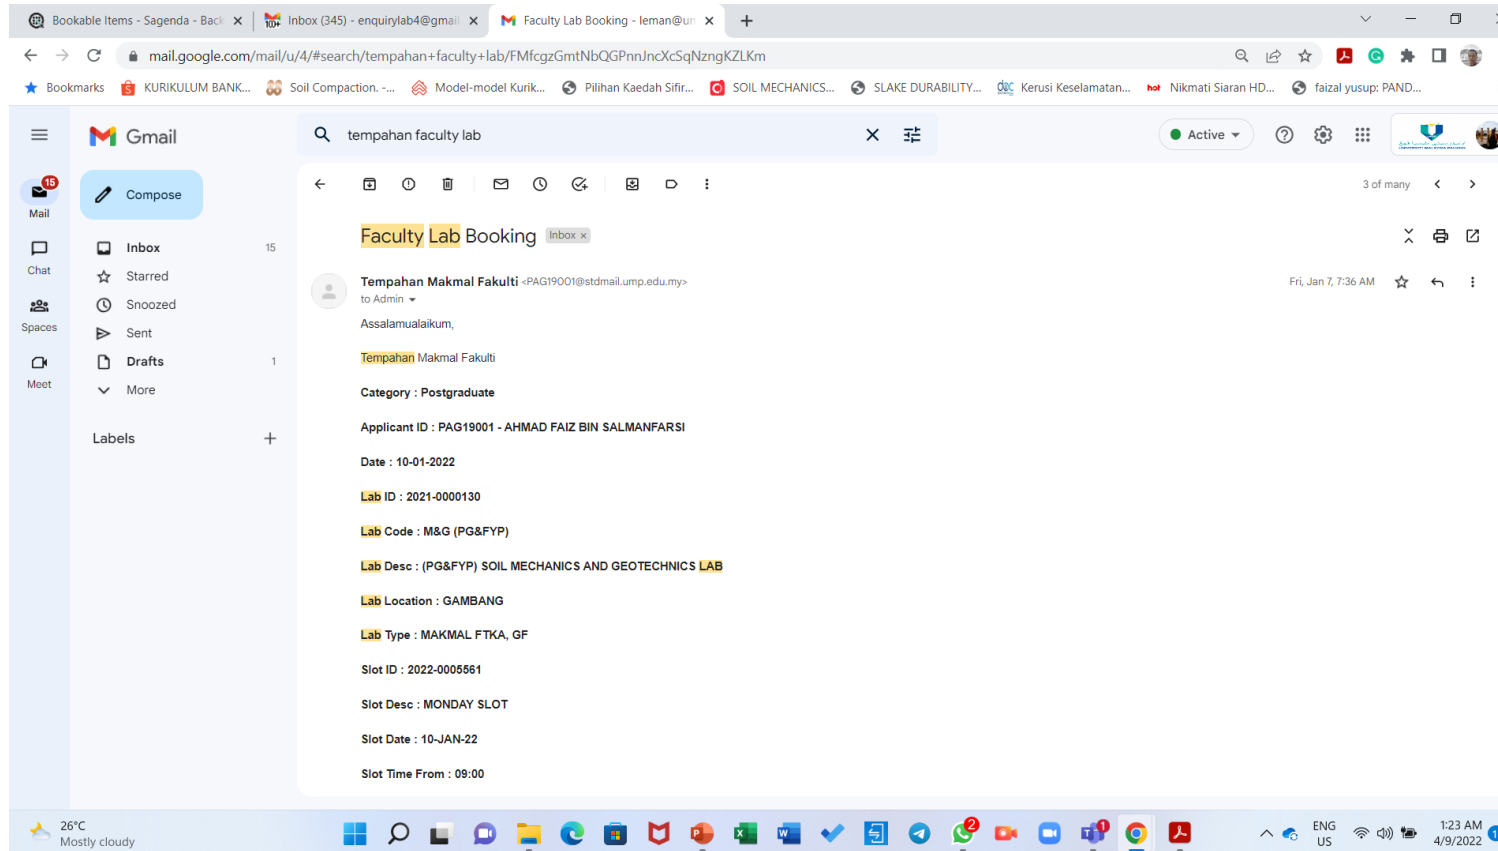 Bookable Items - Sagenda - Back
Inbox (345) - enquirylab4@gmail
Faculty Lab Booking - leman@um
mail.google.com/mail/u/4/#search/tempahan+faculty+lab/FMfcgzGmtNbQGPnnJncXcSqNzngKZLKm
Bookmarks
KURIKULUM BANK...
Soil Compaction. -...
Model-model Kurik...
Pilihan Kaedah Sifir...
SOIL MECHANICS...
SLAKE DURABILITY...
Kerusi Keselamatan...
Nikmati Siaran HD...
faizal yusup: PAND...
Gmail
tempahan faculty lab
Active
15
Mail
Compose
3 of many
Faculty Lab Booking
Inbox ×
Inbox 15
Chat
Starred
Tempahan Makmal Fakulti <PAG19001@stdmail.ump.edu.my>
Fri, Jan 7, 7:36 AM
to Admin
Snoozed
Spaces
Sent
Assalamualaikum,
Tempahan Makmal Fakulti
Drafts 1
Meet
More
Category : Postgraduate
Labels
Applicant ID : PAG19001 - AHMAD FAIZ BIN SALMANFARSI
Date : 10-01-2022
Lab ID : 2021-0000130
Lab Code : M&G (PG&FYP)
Lab Desc : (PG&FYP) SOIL MECHANICS AND GEOTECHNICS LAB
Lab Location : GAMBANG
Lab Type : MAKMAL FTKA, GF
Slot ID : 2022-0005561
Slot Desc : MONDAY SLOT
Slot Date : 10-JAN-22
Slot Time From : 09:00
26°C
Mostly cloudy
2
1
ENG
US
1:23 AM
4/9/2022